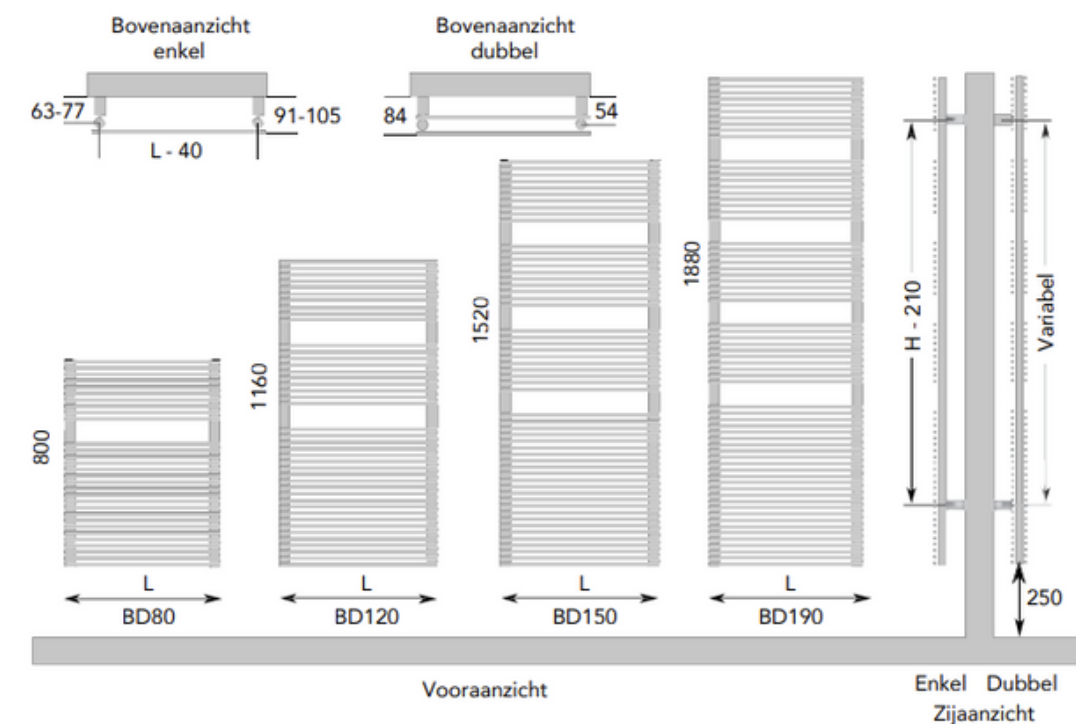 Bovenaanzicht
enkel
Bovenaanzicht
dubbel
63-77
91-105
L - 40
84
54
800
1160
1520
1880
H - 210
Variabel
L
L
L
L
BD80
BD120
BD150
BD190
250
Vooraanzicht
Enkel Dubbel
Zijaanzicht